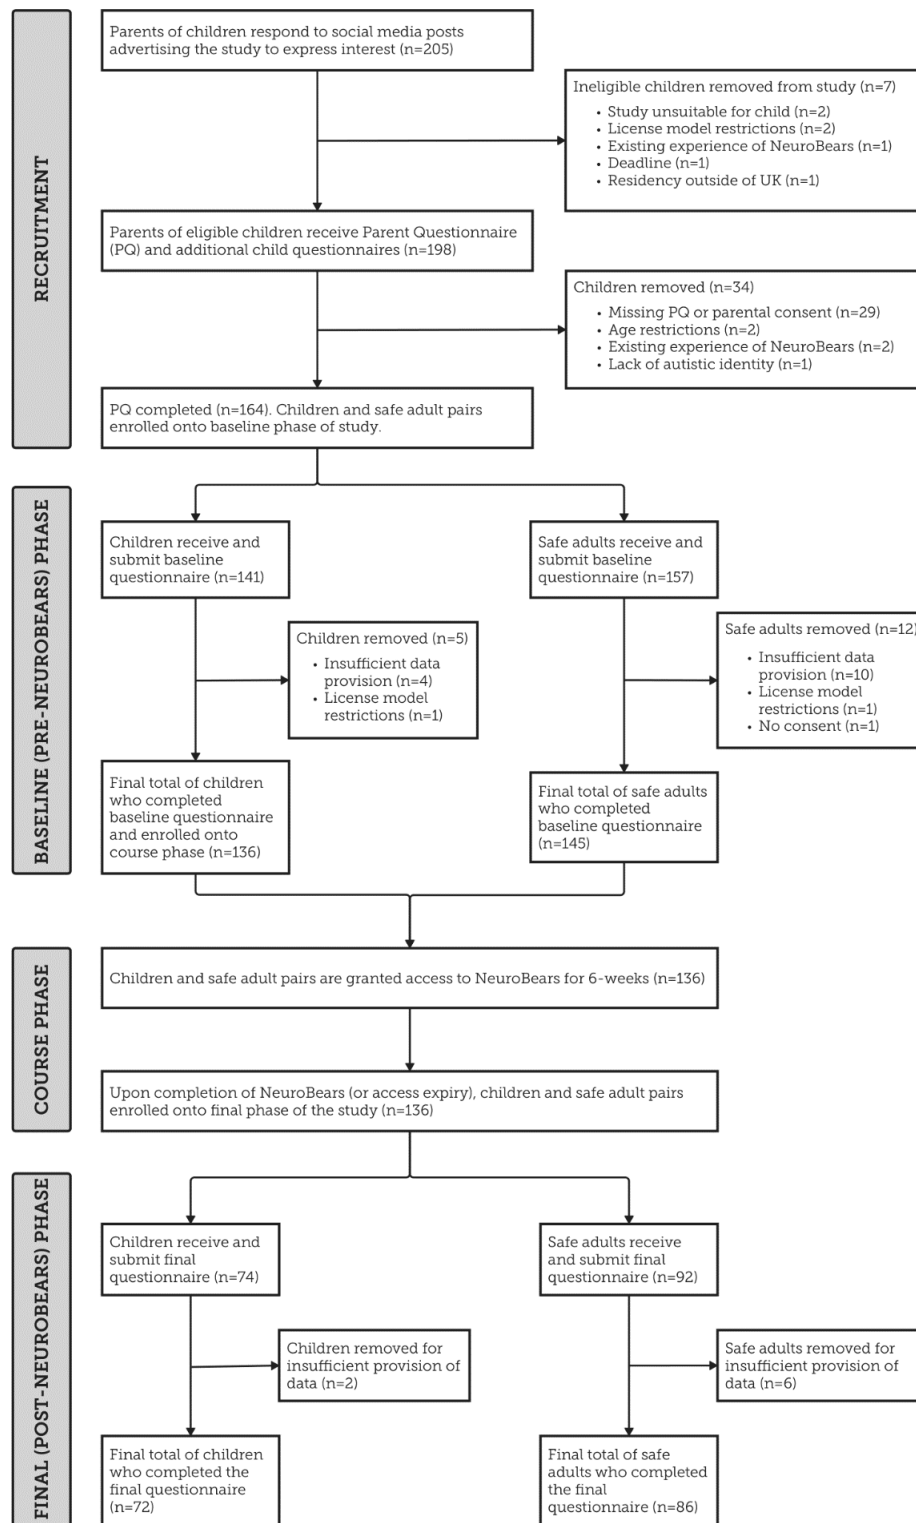 RECRUITMENT
Parents of children respond to social media posts
advertising the study to express interest (n=205)
Ineligible children removed from study (n=7)
• Study unsuitable for child (n=2)
• License model restrictions (n=2)
• Existing experience of NeuroBears (n=1)
• Deadline (n=1)
• Residency outside of UK (n=1)
Parents of eligible children receive Parent Questionnaire
(PQ) and additional child questionnaires (n=198)
Children removed (n=34)
• Missing PQ or parental consent (n=29)
• Age restrictions (n=2)
• Existing experience of NeuroBears (n=2)
• Lack of autistic identity (n=1)
PQ completed (n=164). Children and safe adult pairs
enrolled onto baseline phase of study.
BASELINE (PRE-NEUROBEARS) PHASE
Children receive and
submit baseline
questionnaire (n=141)
Safe adults receive and
submit baseline
questionnaire (n=157)
Children removed (n=5)
• Insufficient data
provision (n=4)
• License model
restrictions (n=1)
Safe adults removed (n=12)
• Insufficient data
provision (n=10)
• License model
restrictions (n=1)
• No consent (n=1)
Final total of children
who completed
baseline questionnaire
and enrolled onto
course phase (n=136)
Final total of safe adults
who completed
baseline questionnaire
(n=145)
COURSE PHASE
Children and safe adult pairs are granted access to NeuroBears for 6-weeks (n=136)
Upon completion of NeuroBears (or access expiry), children and safe adult pairs
enrolled onto final phase of the study (n=136)
FINAL (POST-NEUROBEARS) PHASE
Children receive and
submit final
questionnaire (n=74)
Safe adults receive
and submit final
questionnaire (n=92)
Children removed for
insufficient provision of
data (n=2)
Safe adults removed for
insufficient provision of
data (n=6)
Final total of children
who completed the
final questionnaire
(n=72)
Final total of safe
adults who completed
the final
questionnaire (n=86)